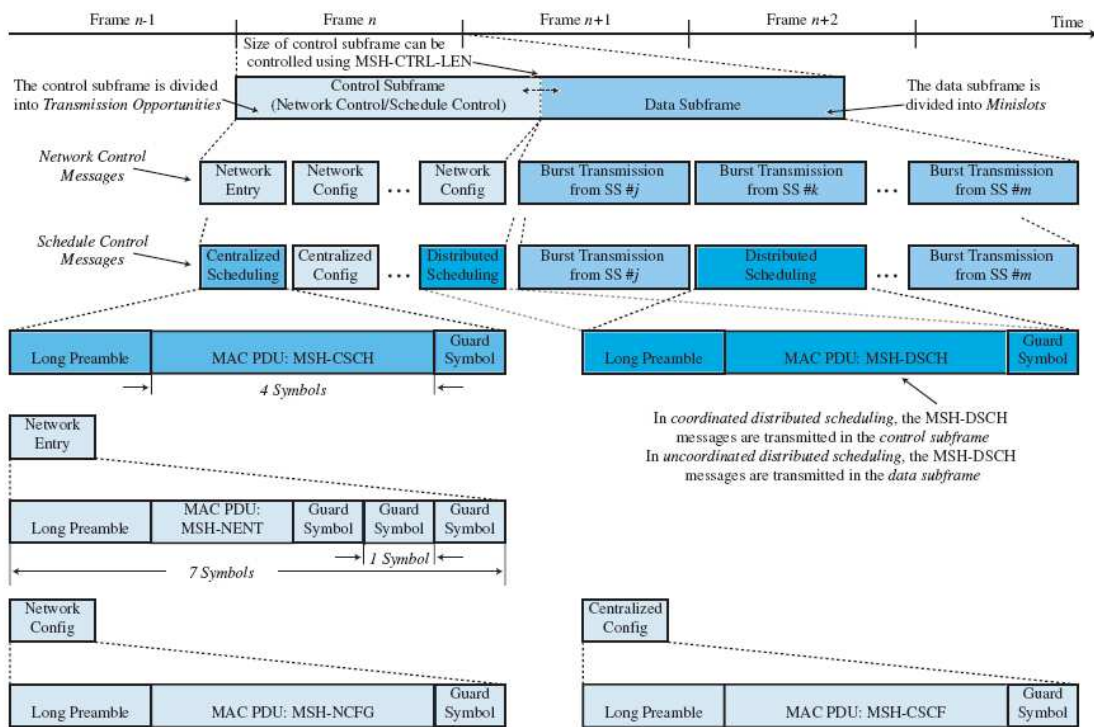 Frame n-1
Frame n
Frame n+1
Frame n+2
Time
Size of control subframe can be
controlled using MSH-CTRL-LEN
The control subframe is divided
into Transmission Opportunities
Control Subframe
(Network Control/Schedule Control)
Data Subframe
The data subframe is
divided into Minislots
Network Control
Messages
Network
Entry
Network
Config
...
Network
Config
Burst Transmission
from SS #j
Burst Transmission
from SS #k
...
Burst Transmission
from SS #m
Schedule Control
Messages
Centralized
Scheduling
Centralized
Config
...
Distributed
Scheduling
Burst Transmission
from SS #j
Distributed
Scheduling
...
Burst Transmission
from SS #m
Long Preamble
MAC PDU: MSH-CSCH
Guard
Symbol
4 Symbols
Long Preamble
MAC PDU: MSH-DSCH
Guard
Symbol
In coordinated distributed scheduling, the MSH-DSCH
messages are transmitted in the control subframe
In uncoordinated distributed scheduling, the MSH-DSCH
messages are transmitted in the data subframe
Network
Entry
Long Preamble
MAC PDU:
MSH-NENT
Guard
Symbol
Guard
Symbol
Guard
Symbol
1 Symbol
7 Symbols
Network
Config
Long Preamble
MAC PDU: MSH-NCFG
Guard
Symbol
Centralized
Config
Long Preamble
MAC PDU: MSH-CSCF
Guard
Symbol